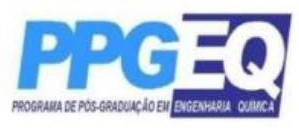 PPGEQ
PROGRAMA DE PÓS-GRADUAÇÃO EM ENGENHARIA QUÍMICA